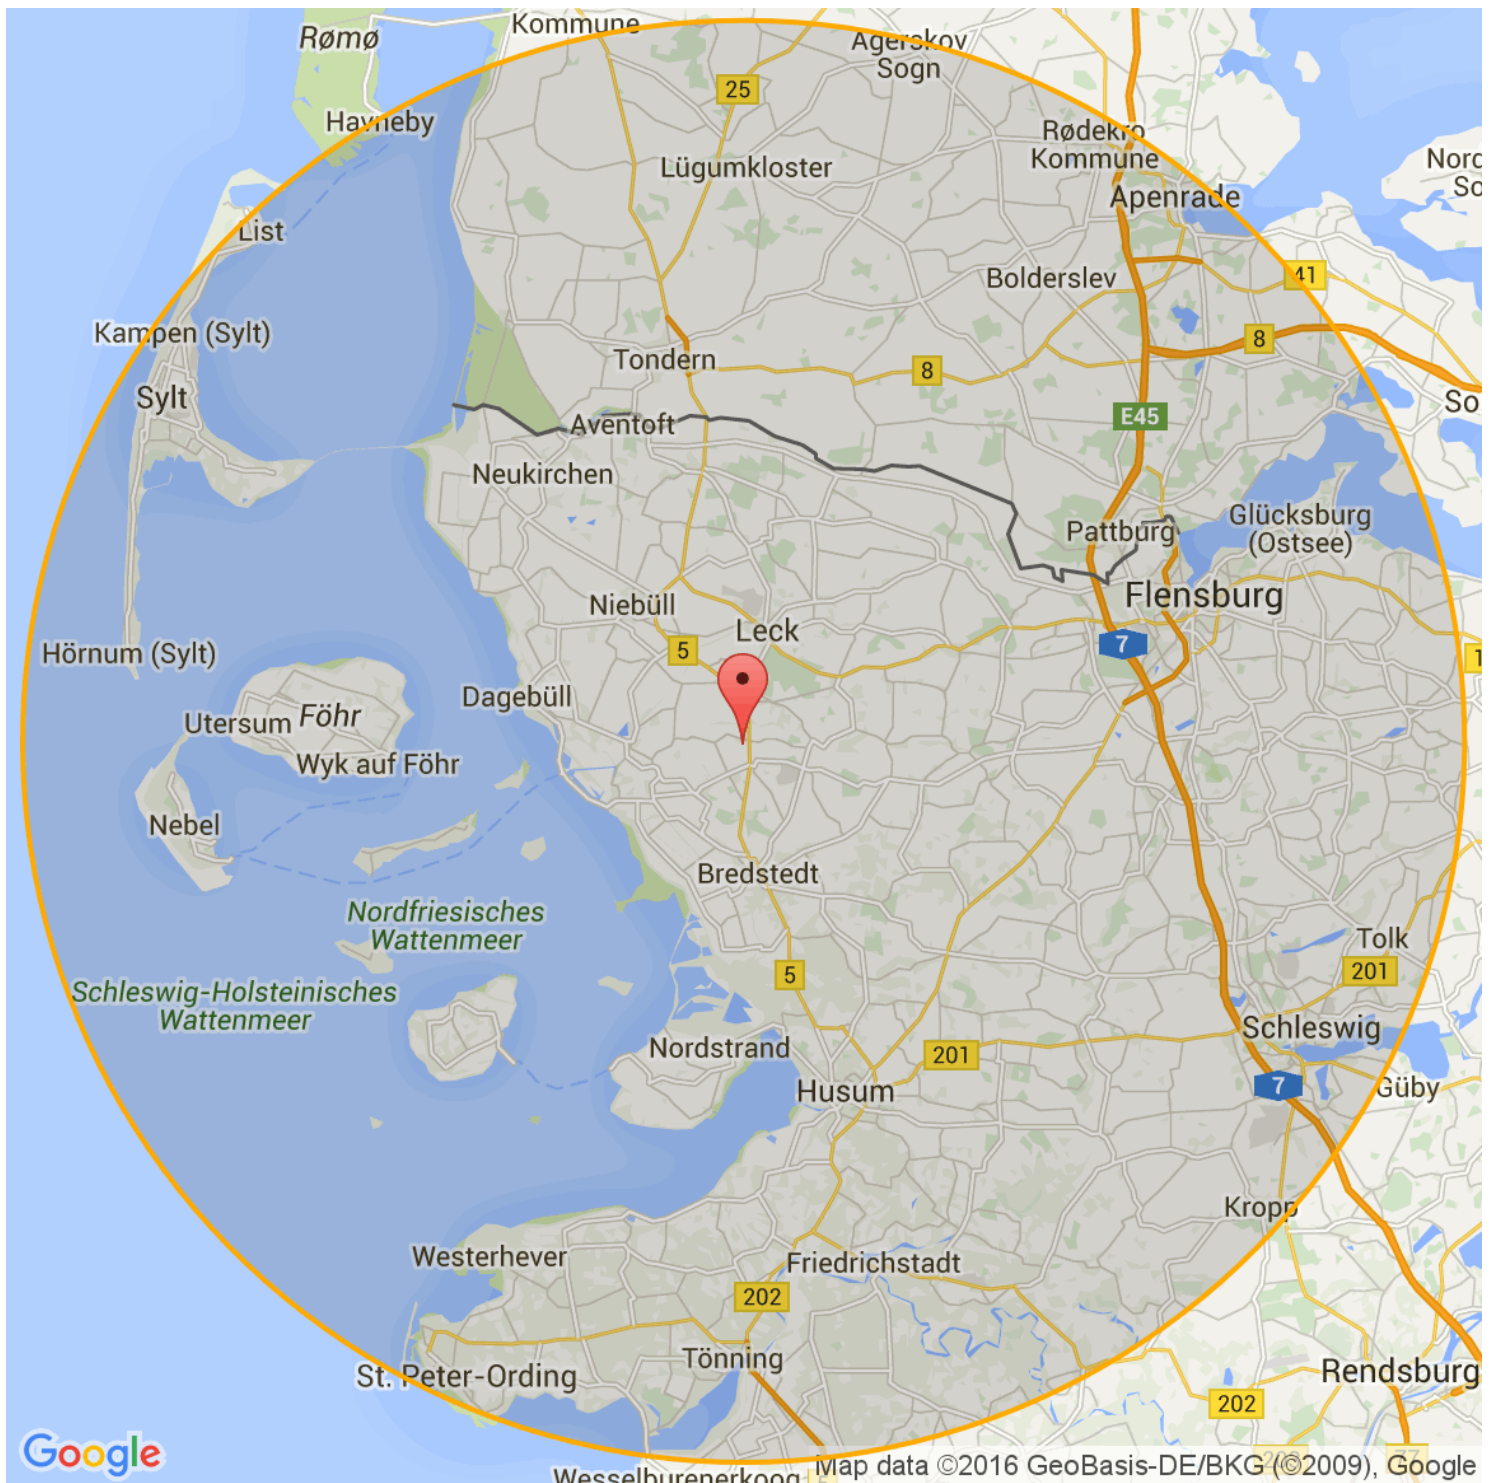 Kommune
Rømø
Agerskov
Sogn
25
Havneby
Rødekro
Kommune
Lügumkloster
Apenrade
List
Bolderslev
41
Kampen (Sylt)
8
Tondern
8
Sylt
E45
Aventoft
Neukirchen
Glücksburg
(Ostsee)
Pattburg
Flensburg
Niebüll
Leck
7
5
Hörnum (Sylt)
Dagebüll
Utersum
Föhr
Wyk auf Föhr
Nebel
Bredstedt
Nordfriesisches
Wattenmeer
Tolk
201
5
Schleswig-Holsteinisches
Wattenmeer
Schleswig
Nordstrand
201
Husum
7
Güby
Kropp
Westerhever
Friedrichstadt
202
Tönning
St. Peter-Ording
Rendsburg
202
Google
Wesselburenerkoog
Map data ©2016 GeoBasis-DE/BKG (©2009), Google